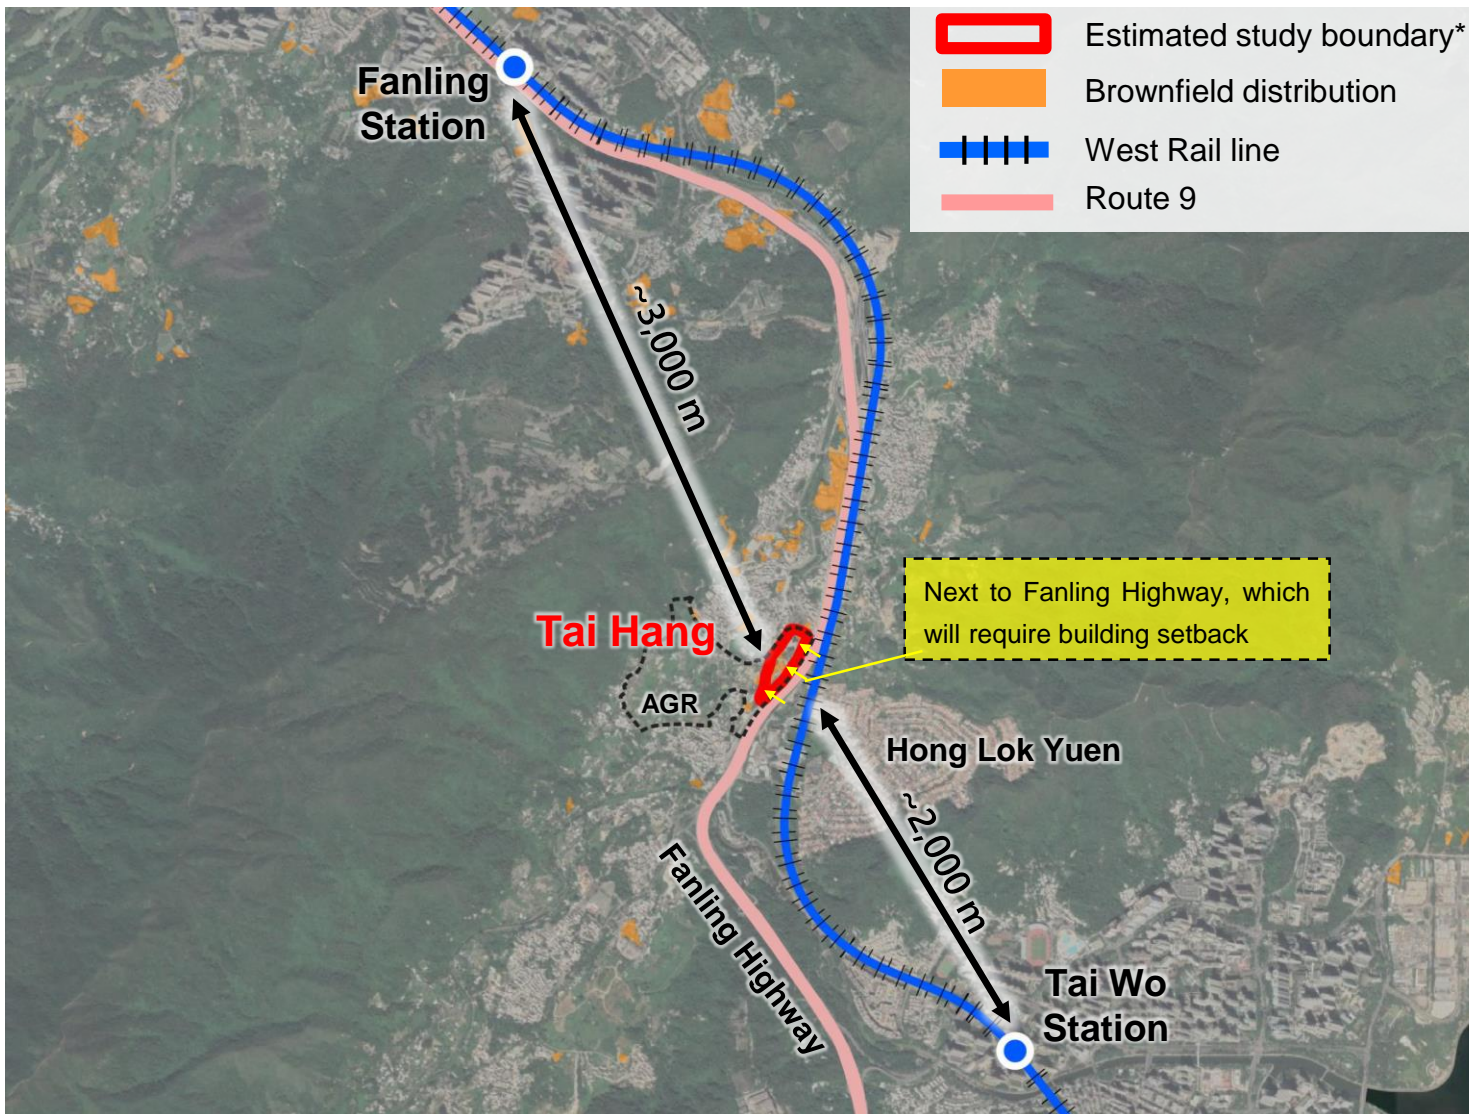 Estimated study boundary*
Brownfield distribution
West Rail line
Route 9
Fanling
Station
~3,000 m
Next to Fanling Highway, which
will require building setback
Tai Hang
AGR
Hong Lok Yuen
~2,000 m
Fanling Highway
Tai Wo
Station